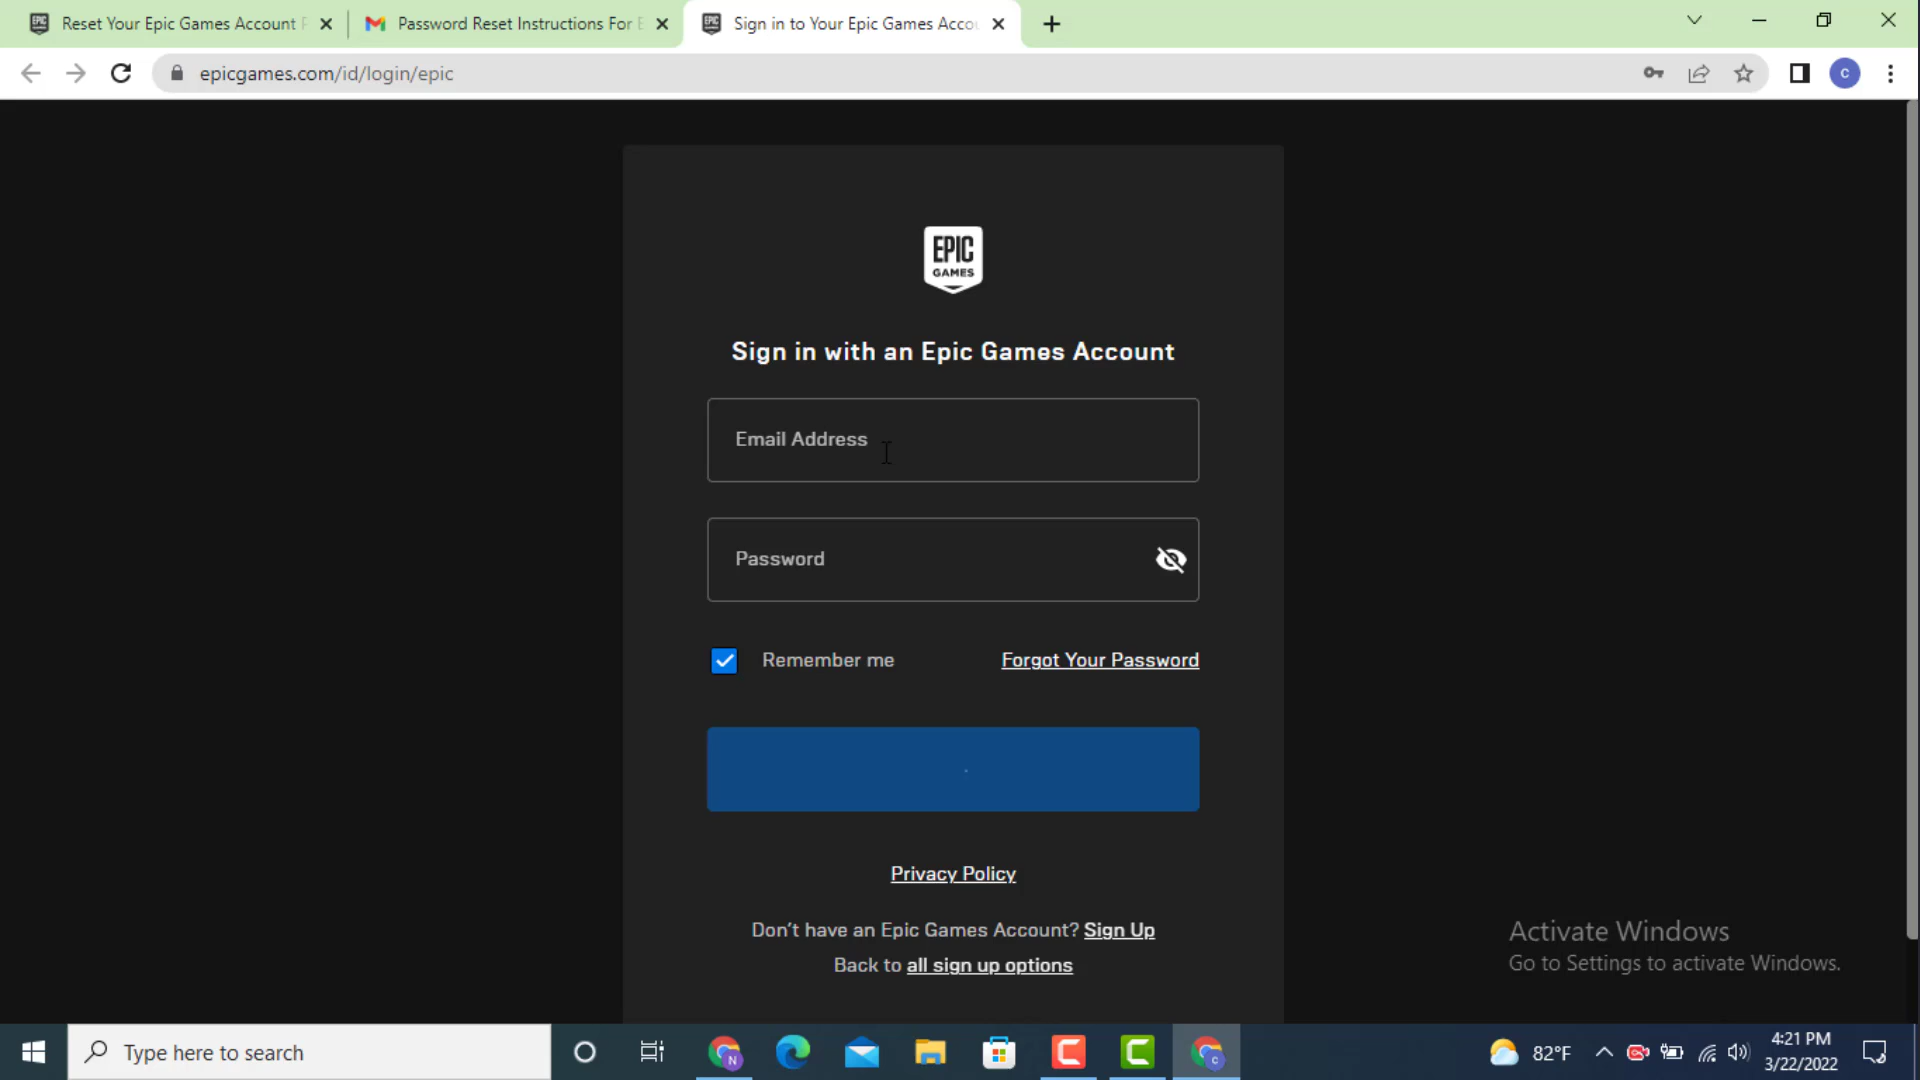 Reset Your Epic Games Account
Password Reset Instructions For
Sign in to Your Epic Games Accou
epicgames.com/id/login/epic
C
EPIC
GAMES
Sign in with an Epic Games Account
Email Address
Password
Remember me
Forgot Your Password
Privacy Policy
Don't have an Epic Games Account? Sign Up
Back to all sign up options
Activate Windows
Go to Settings to activate Windows.
Type here to search
N
C
82°F
4:21 PM
3/22/2022